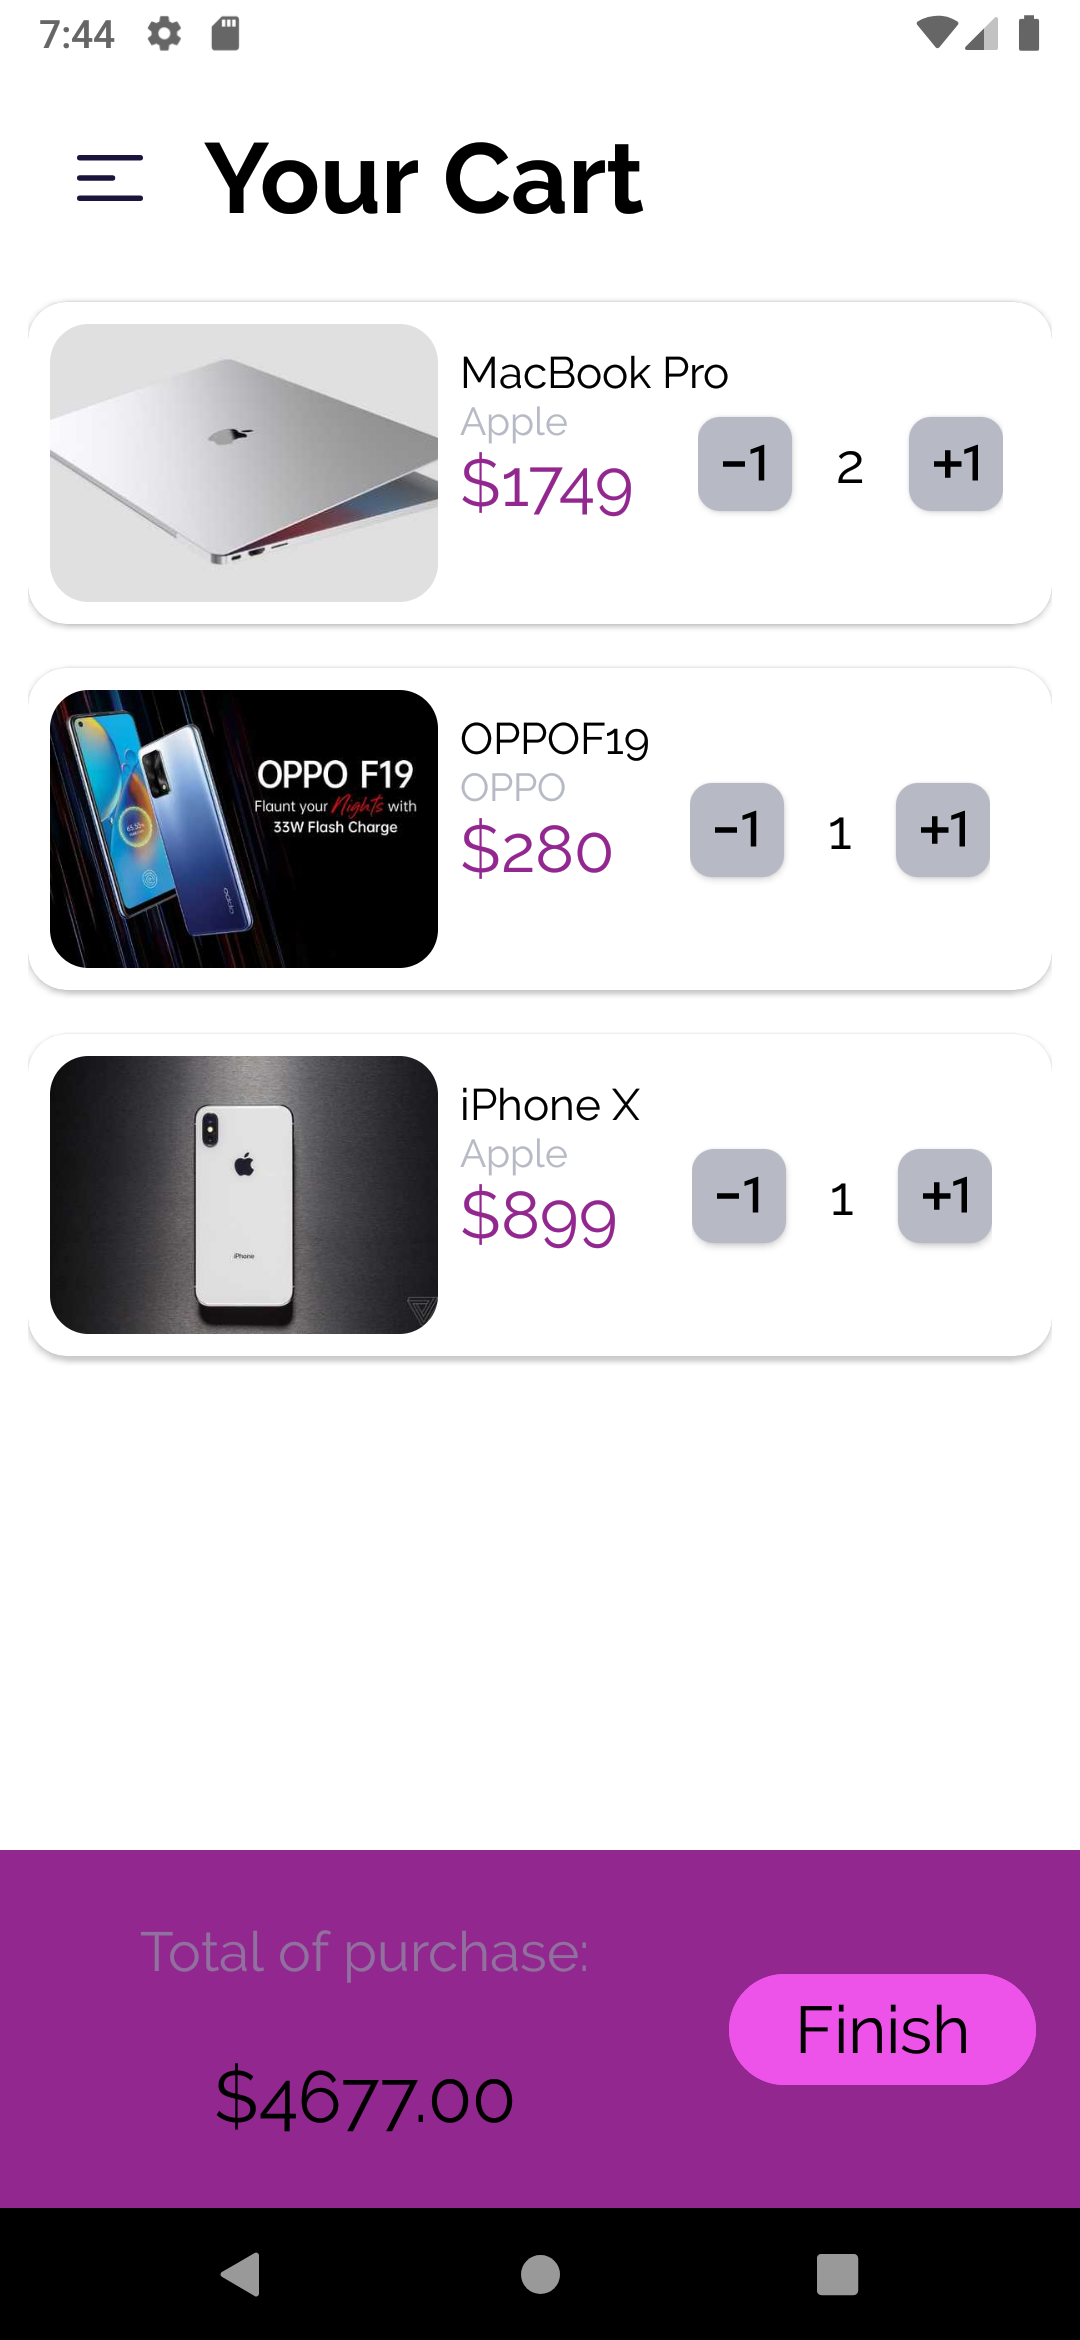 7:44
Your Cart
MacBook Pro
Apple
$1749
-1 2 +1
OPPO F19
Flaunt your Nights with
33W Flash Charge
OPPOF19
OPPO
$280
-1 1 +1
iPhone
iPhone X
Apple
$899
-1 1 +1
Total of purchase:
$4677.00
Finish